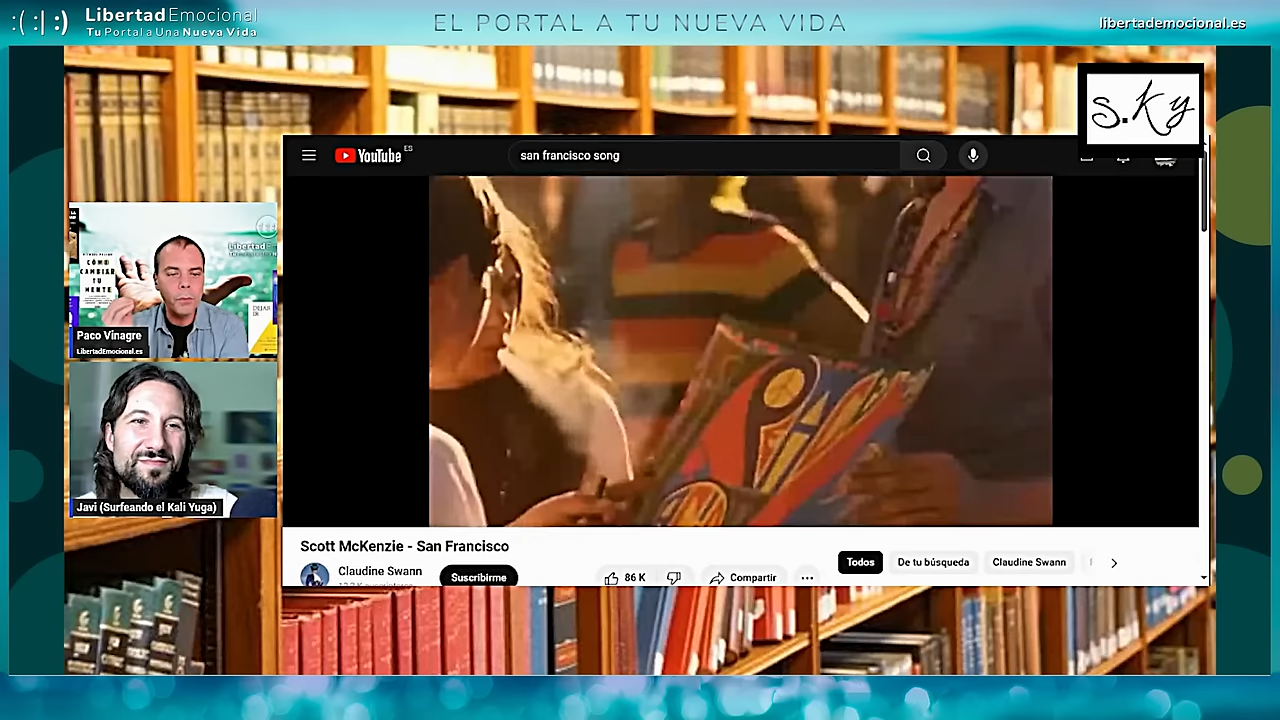 :(:|:) LibertadEmocional
Tu Portal a Una Nueva Vida
EL PORTAL A TU NUEVA VIDA
libertademocional.es
S.Ky
YouTube ES
san francisco song
CÓMO
CAMBIAR
TU
MENTE
Paco Vinagre
LibertadEmocional.es
Javi (Surfeando el Kali Yuga)
Scott McKenzie - San Francisco
Claudine Swann
Suscribirme
86 K
Compartir
Todos
De tu búsqueda
Claudine Swann